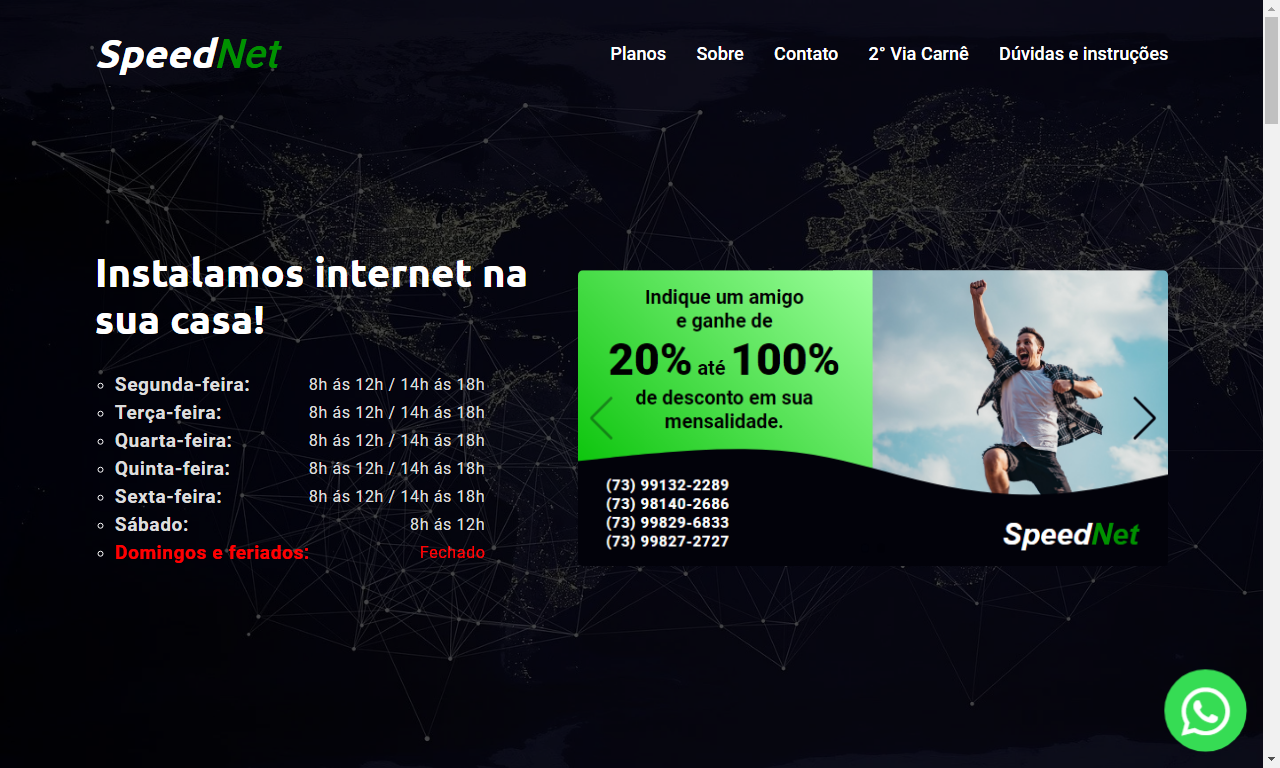 SpeedNet
Planos Sobre Contato 2° Via Carnê Dúvidas e instruções
Instalamos internet na
sua casa!
Segunda-feira: 8h ás 12h / 14h ás 18h
Terça-feira: 8h ás 12h / 14h ás 18h
Quarta-feira: 8h ás 12h / 14h ás 18h
Quinta-feira: 8h ás 12h / 14h ás 18h
Sexta-feira: 8h ás 12h / 14h ás 18h
Sábado: 8h ás 12h
Domingos e feriados: Fechado
Indique um amigo
e ganhe de
20% até 100%
de desconto em sua
mensalidade.
(73) 99132-2289
(73) 98140-2686
(73) 99829-6833
(73) 99827-2727
SpeedNet